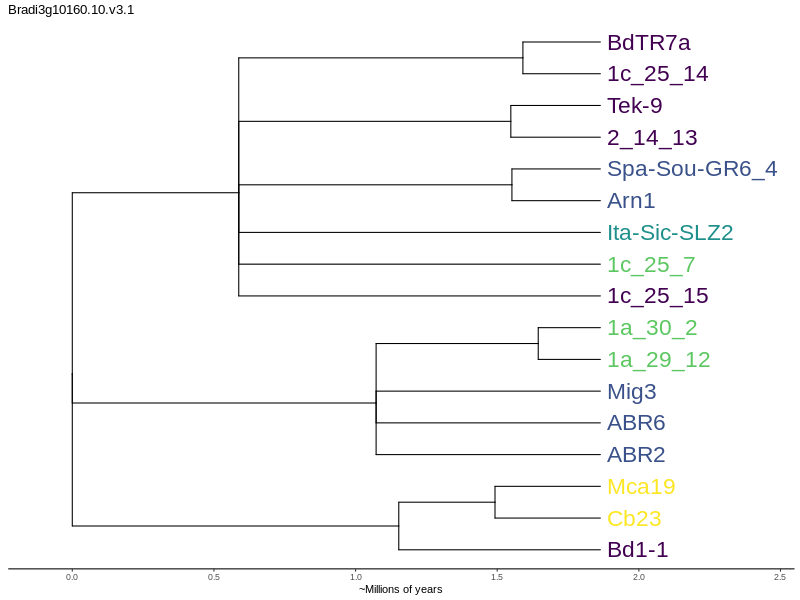 Bradi3g10160.10.v3.1
BdTR7a
1c_25_14
Tek-9
2_14_13
Spa-Sou-GR6_4
Arn1
Ita-Sic-SLZ2
1c_25_7
1c_25_15
1a_30_2
1a_29_12
Mig3
ABR6
ABR2
Mca19
Cb23
Bd1-1
0.0 0.5 1.0 1.5 2.0 2.5
~Millions of years